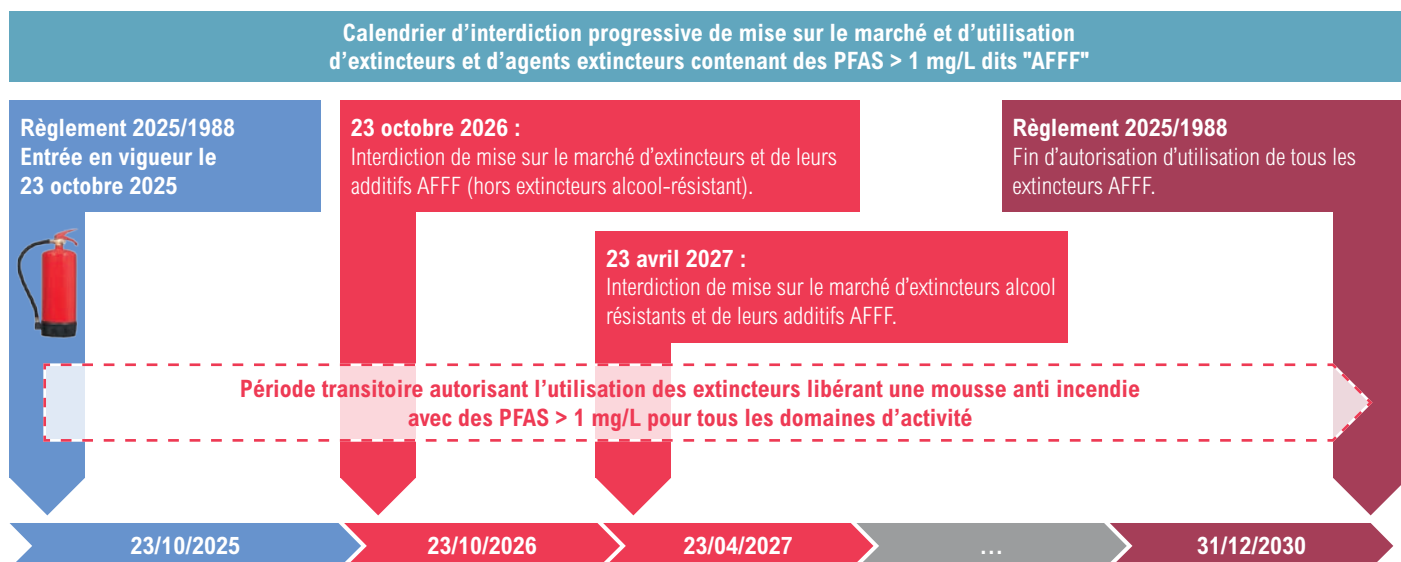 Calendrier d’interdiction progressive de mise sur le marché et d’utilisation
d’extincteurs et d’agents extincteurs contenant des PFAS > 1 mg/L dits "AFFF"
Règlement 2025/1988
Entrée en vigueur le
23 octobre 2025
23 octobre 2026 :
Interdiction de mise sur le marché d’extincteurs et de leurs
additifs AFFF (hors extincteurs alcool-résistant).
Règlement 2025/1988
Fin d’autorisation d’utilisation de tous les
extincteurs AFFF.
23 avril 2027 :
Interdiction de mise sur le marché d’extincteurs alcool
résistants et de leurs additifs AFFF.
Période transitoire autorisant l’utilisation des extincteurs libérant une mousse anti incendie
avec des PFAS > 1 mg/L pour tous les domaines d’activité
23/10/2025
23/10/2026
23/04/2027
...
31/12/2030